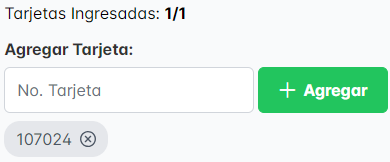 Tarjetas Ingresadas: 1/1
Agregar Tarjeta:
No. Tarjeta
Agregar
107024